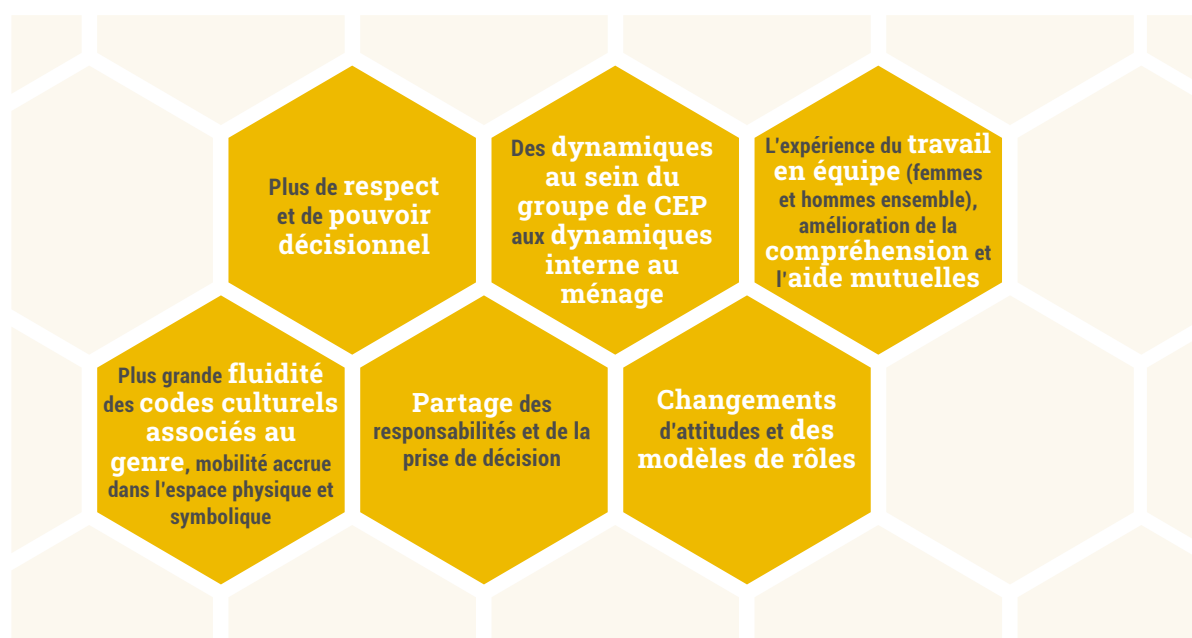 Plus de respect
et de pouvoir
décisionnel
Des dynamiques
au sein du
groupe de CEP
aux dynamiques
interne au
ménage
L'expérience du travail
en équipe (femmes
et hommes ensemble),
amélioration de la
compréhension et
l'aide mutuelles
Plus grande fluidité
des codes culturels
associés au
genre, mobilité accrue
dans l'espace physique et
symbolique
Partage des
responsabilités et de la
prise de décision
Changements
d'attitudes et des
modèles de rôles